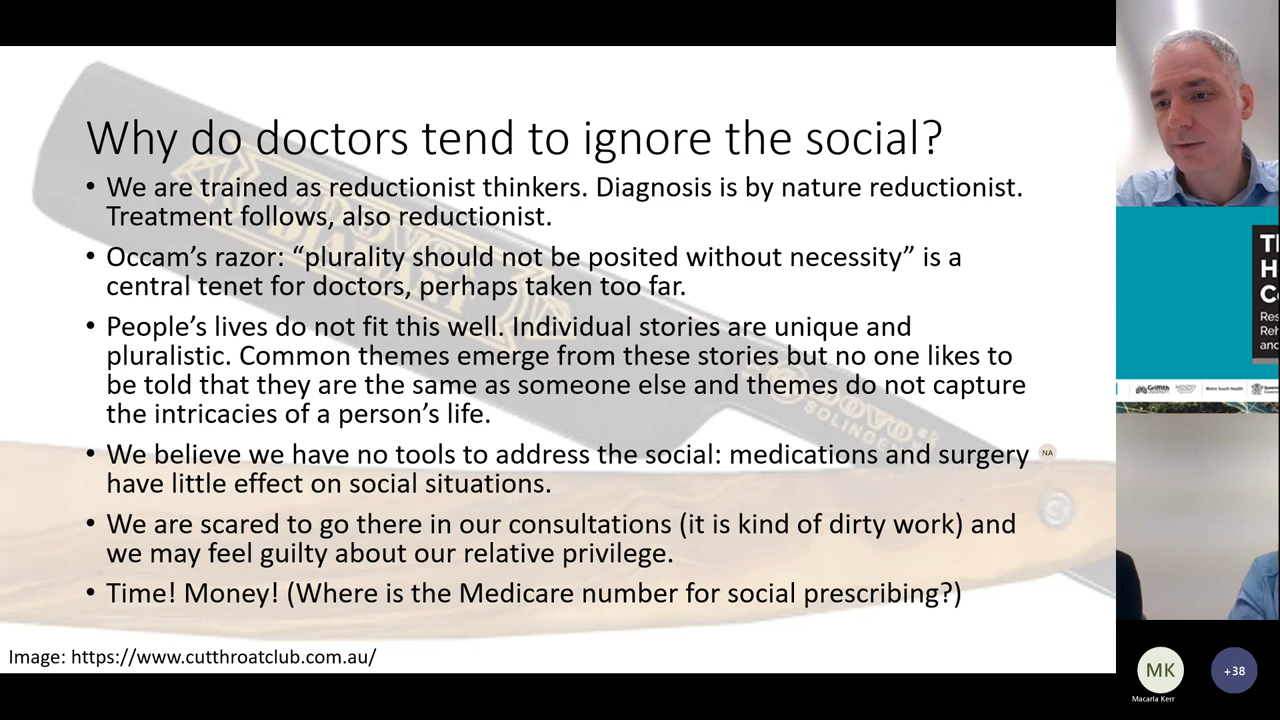 Why do doctors tend to ignore the social?
• We are trained as reductionist thinkers. Diagnosis is by nature reductionist.
Treatment follows, also reductionist.
• Occam’s razor: “plurality should not be posited without necessity” is a
central tenet for doctors, perhaps taken too far.
• People’s lives do not fit this well. Individual stories are unique and
pluralistic. Common themes emerge from these stories but no one likes to
be told that they are the same as someone else and themes do not capture
the intricacies of a person’s life.
• We believe we have no tools to address the social: medications and surgery
have little effect on social situations.
• We are scared to go there in our consultations (it is kind of dirty work) and
we may feel guilty about our relative privilege.
• Time! Money! (Where is the Medicare number for social prescribing?)
Image: https://www.cutthroatclub.com.au/
SOLINGEN
NA
Griffith
Metro South Health
MK
+38
Macarla Kerr